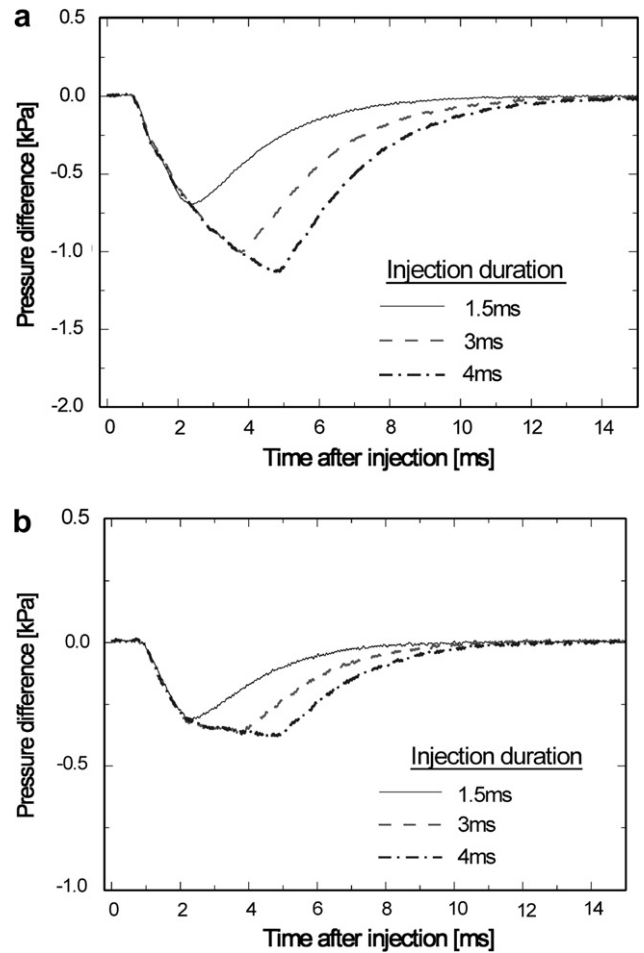 a
0.5
0.0
-0.5
-1.0
-1.5
-2.0
Pressure difference [kPa]
Injection duration
1.5ms
3ms
4ms
0 2 4 6 8 10 12 14
Time after injection [ms]
b
0.5
0.0
-0.5
-1.0
Pressure difference [kPa]
Injection duration
1.5ms
3ms
4ms
0 2 4 6 8 10 12 14
Time after injection [ms]